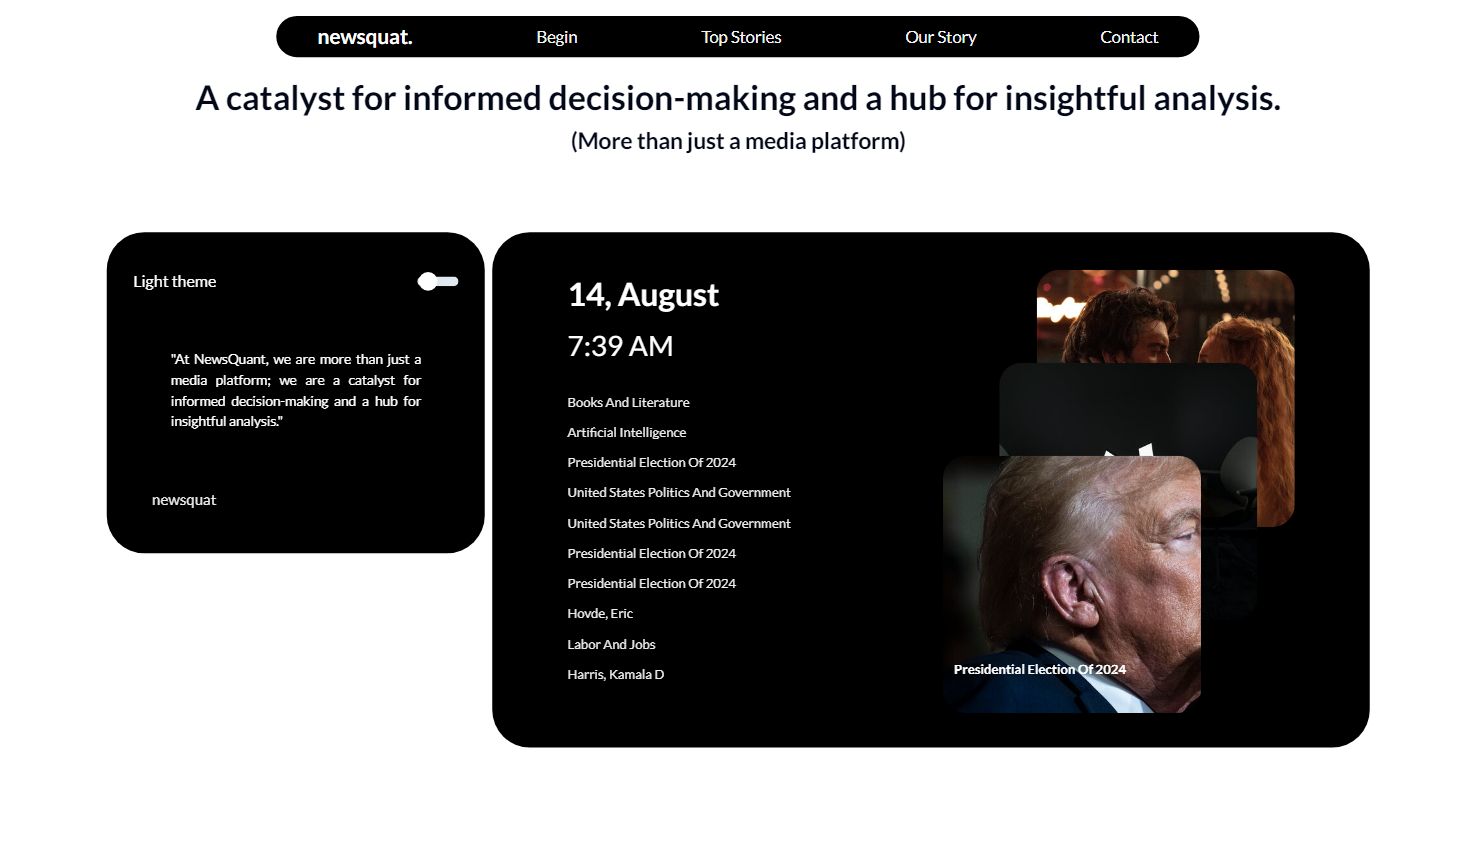 newsquat. Begin Top Stories Our Story Contact
A catalyst for informed decision-making and a hub for insightful analysis.
(More than just a media platform)
Light theme
"At NewsQuant, we are more than just a
media platform; we are a catalyst for
informed decision-making and a hub for
insightful analysis."
newsquat
14, August
7:39 AM
Books And Literature
Artificial Intelligence
Presidential Election Of 2024
United States Politics And Government
United States Politics And Government
Presidential Election Of 2024
Presidential Election Of 2024
Hovde, Eric
Labor And Jobs
Harris, Kamala D
Presidential Election Of 2024